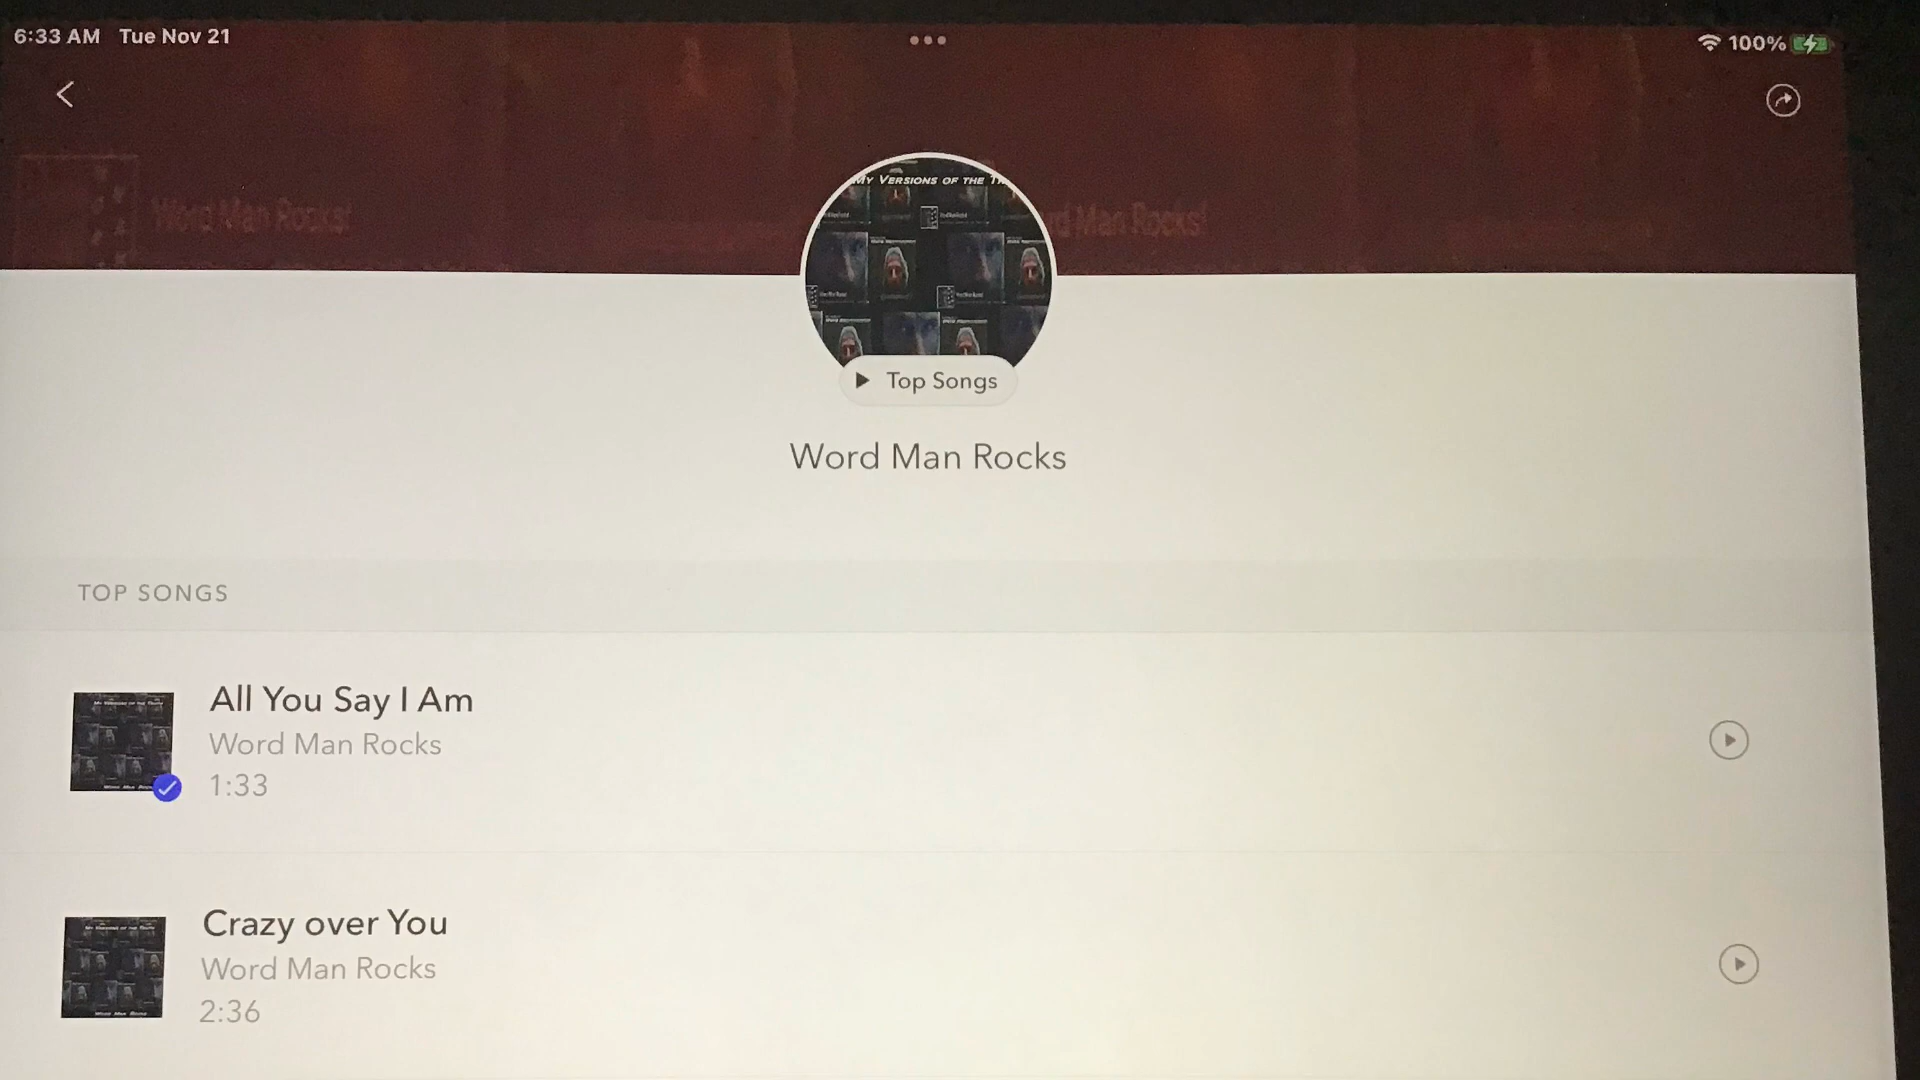 6:33 AM Tue Nov 21
100%
Word Man Rocks!
Man Rocks!
MY VERSIONS OF THE
Top Songs
Word Man Rocks
TOP SONGS
All You Say I Am
Word Man Rocks
1:33
Crazy over You
Word Man Rocks
2:36